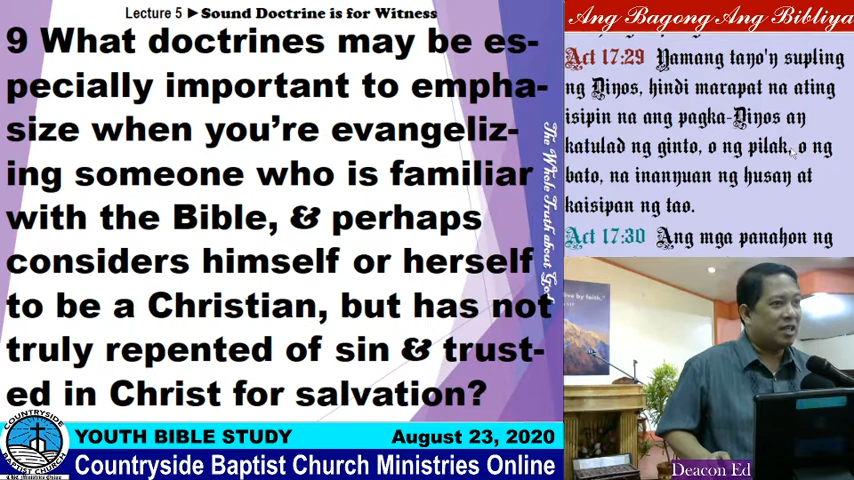 Lecture 5 ►Sound Doctrine is for Witness
9 What doctrines may be es-
pecially important to empha-
size when you’re evangeliz-
ing someone who is familiar
with the Bible, & perhaps
considers himself or herself
to be a Christian, but has not
truly repented of sin & trust-
ed in Christ for salvation?
The Whole Truth about God
Ang Bagong Ang Bibliya
Act 17:29 Yamang tayo'y supling
ng Diyos, hindi marapat na ating
isipin na ang pagka-Diyos ay
katulad ng ginto, o ng pilak, o ng
bato, na inanyuan ng husay at
kaisipan ng tao.
Act 17:30 Ang mga panahon ng
live by faith."
COUNTRYSIDE
BAPTIST CHURCH
YOUTH BIBLE STUDY August 23, 2020
Countryside Baptist Church Ministries Online
Deacon Ed